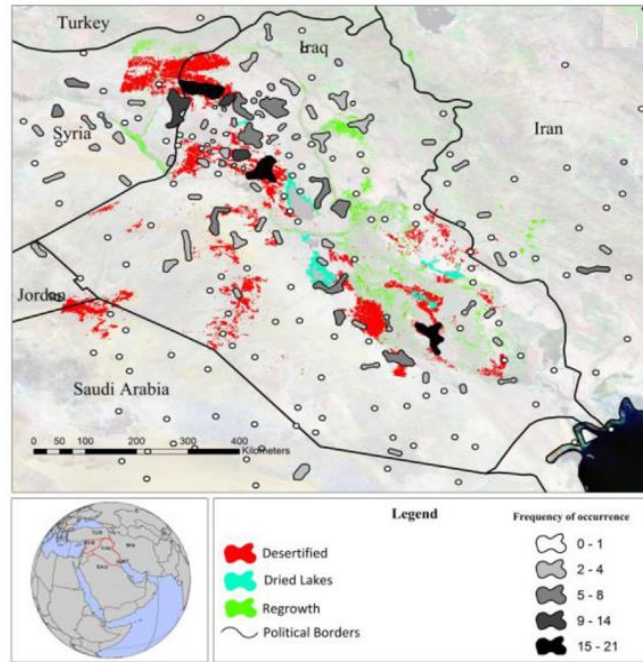 Turkey
Iraq
Iran
Syria
Jordan
Saudi Arabia
0 50 100 200 300 400
Kilometers
Legend
Frequency of occurrence
Desertified
Dried Lakes
Regrowth
Political Borders
0 - 1
2 - 4
5 - 8
9 - 14
15 - 21